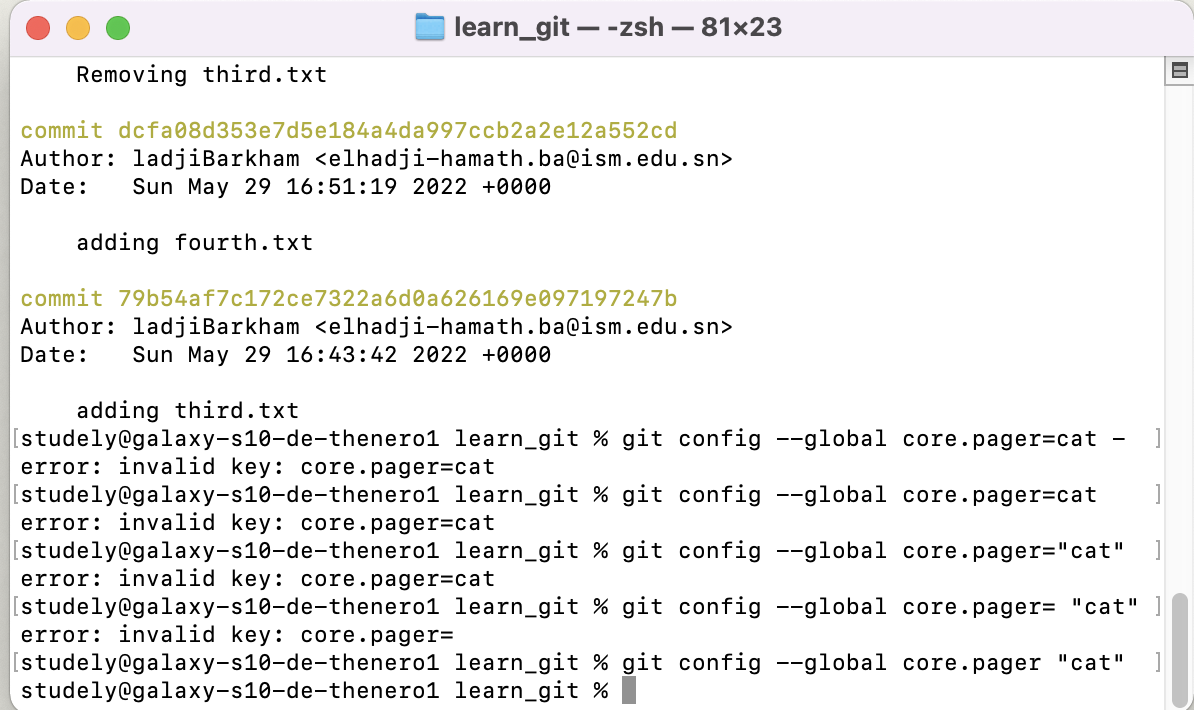 learn_git — -zsh — 81×23
    Removing third.txt

commit dcfa08d353e7d5e184a4da997ccb2a2e12a552cd
Author: ladjiBarkham <elhadji-hamath.ba@ism.edu.sn>
Date:   Sun May 29 16:51:19 2022 +0000

    adding fourth.txt

commit 79b54af7c172ce7322a6d0a626169e097197247b
Author: ladjiBarkham <elhadji-hamath.ba@ism.edu.sn>
Date:   Sun May 29 16:43:42 2022 +0000

    adding third.txt
[studely@galaxy-s10-de-thenero1 learn_git % git config --global core.pager=cat -  ]
error: invalid key: core.pager=cat
[studely@galaxy-s10-de-thenero1 learn_git % git config --global core.pager=cat    ]
error: invalid key: core.pager=cat
[studely@galaxy-s10-de-thenero1 learn_git % git config --global core.pager="cat"  ]
error: invalid key: core.pager=cat
[studely@galaxy-s10-de-thenero1 learn_git % git config --global core.pager= "cat" ]
error: invalid key: core.pager=
[studely@galaxy-s10-de-thenero1 learn_git % git config --global core.pager "cat"  ]
studely@galaxy-s10-de-thenero1 learn_git %